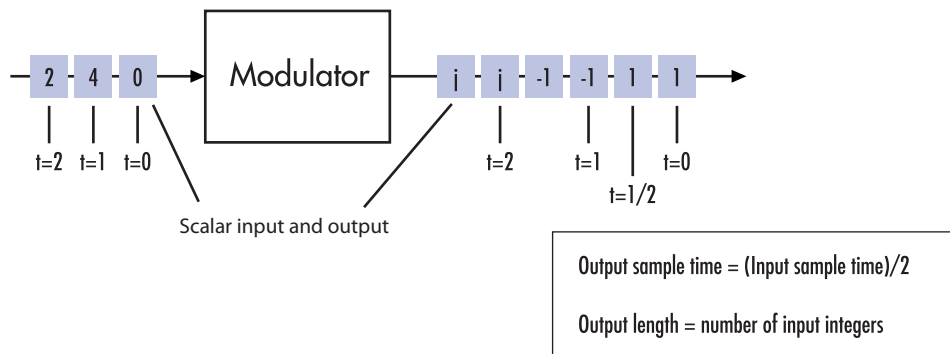 Modulator
2 4 0 j j -1 -1 1 1
t=2 t=1 t=0 t=2 t=1 t=0
t=1/2
Scalar input and output
Output sample time = (Input sample time)/2
Output length = number of input integers